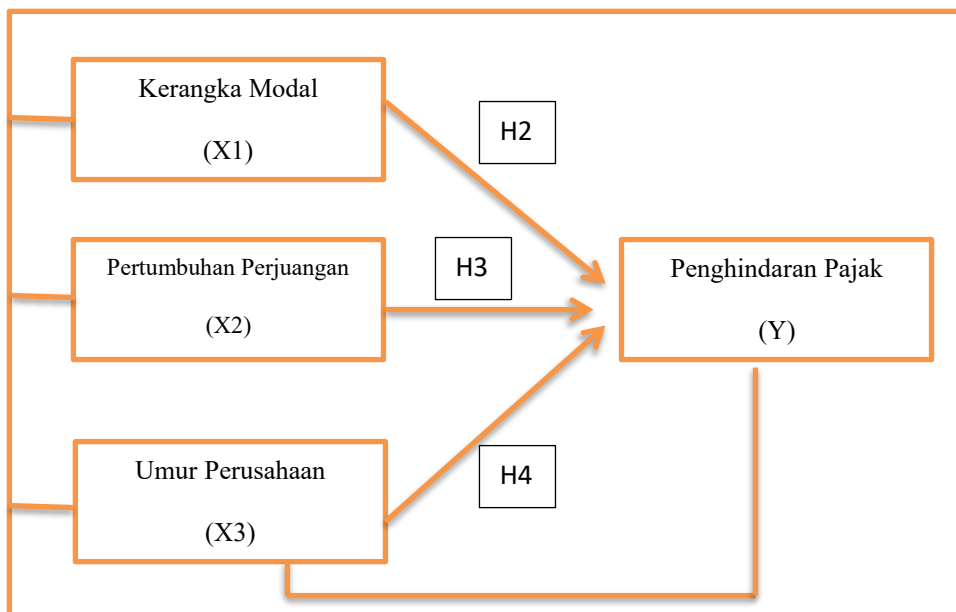 Kerangka Modal
(X1)
H2
Pertumbuhan Perjuangan
(X2)
H3
Penghindaran Pajak
(Y)
Umur Perusahaan
(X3)
H4